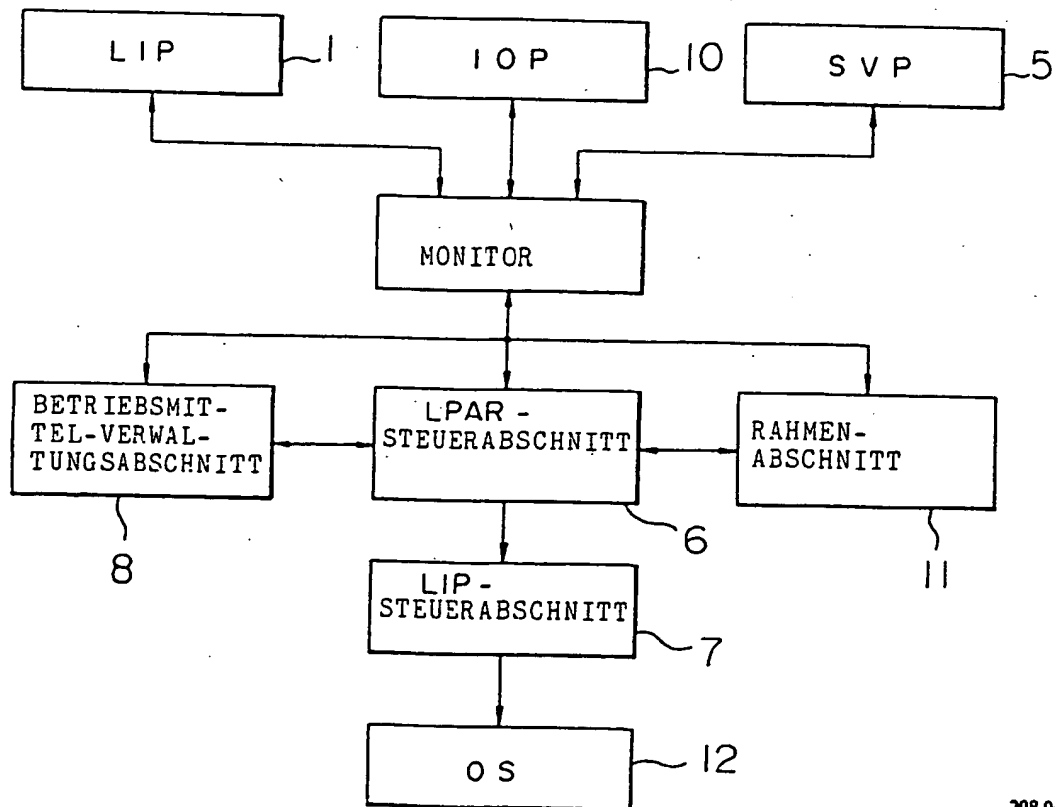 LIP 1
IOP 10
SVP 5
MONITOR
BETRIEBSMIT-
TEL-VERWAL-
TUNGSABSCHNITT
8
LPAR-
STEUERABSCHNITT
6
RAHMEN-
ABSCHNITT
11
LIP-
STEUERABSCHNITT
7
OS 12